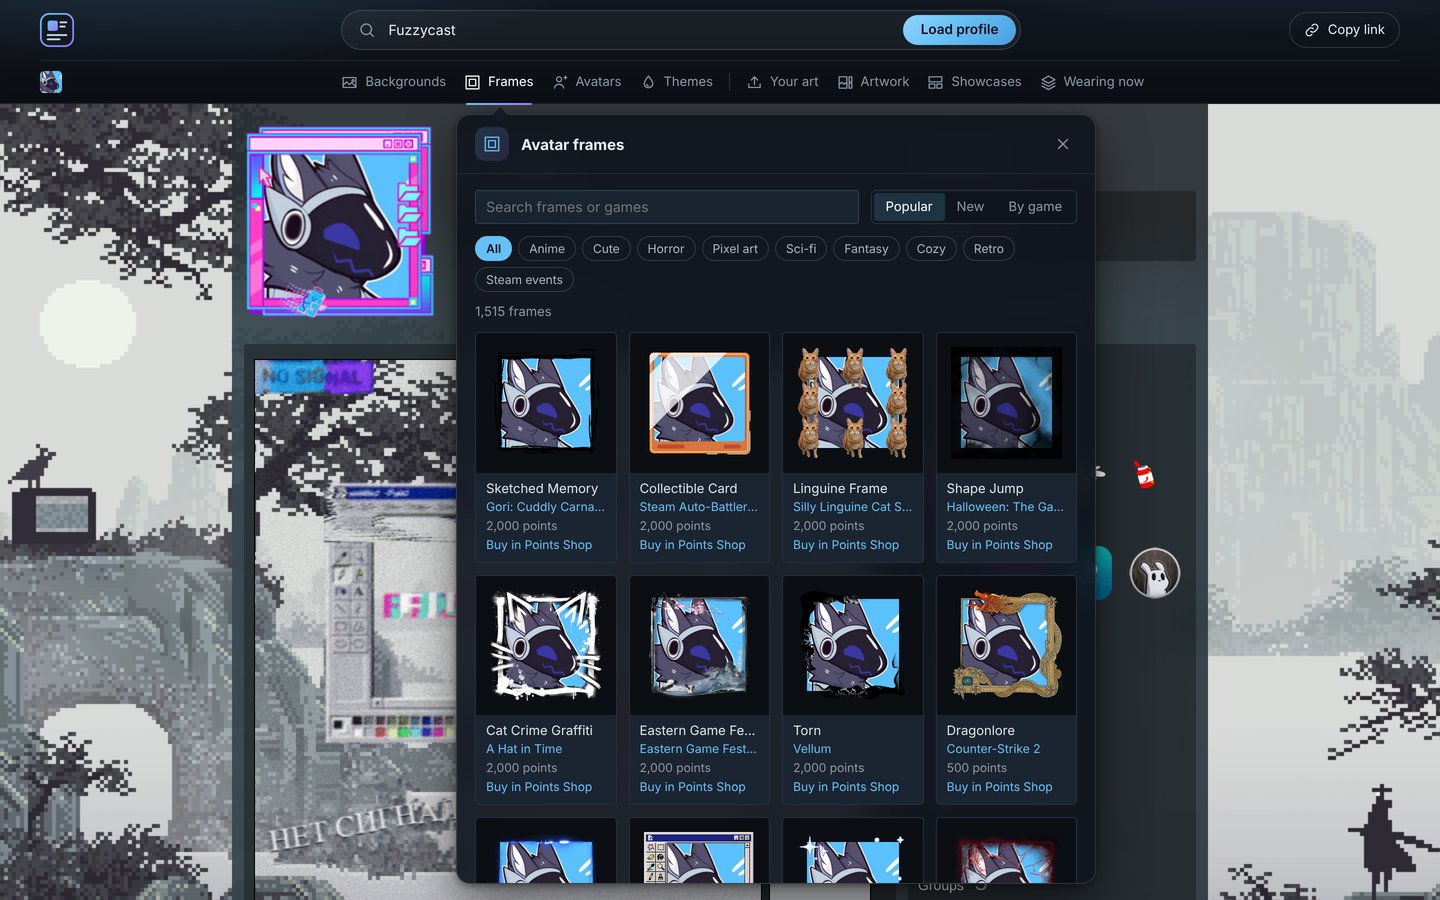 Fuzzycast
Load profile
Copy link
Backgrounds
Frames
Avatars
Themes
Your art
Artwork
Showcases
Wearing now
Avatar frames
Search frames or games
Popular
New
By game
All
Anime
Cute
Horror
Pixel art
Sci-fi
Fantasy
Cozy
Retro
Steam events
1,515 frames
Sketched Memory
Gori: Cuddly Carna...
2,000 points
Buy in Points Shop
Collectible Card
Steam Auto-Battler...
2,000 points
Buy in Points Shop
Linguine Frame
Silly Linguine Cat S...
2,000 points
Buy in Points Shop
Shape Jump
Halloween: The Ga...
2,000 points
Buy in Points Shop
Cat Crime Graffiti
A Hat in Time
2,000 points
Buy in Points Shop
Eastern Game Fe...
Eastern Game Fest...
2,000 points
Buy in Points Shop
Torn
Vellum
2,000 points
Buy in Points Shop
Dragonlore
Counter-Strike 2
500 points
Buy in Points Shop
NO SIGNAL
НЕТ СИГНАЛ
Groups